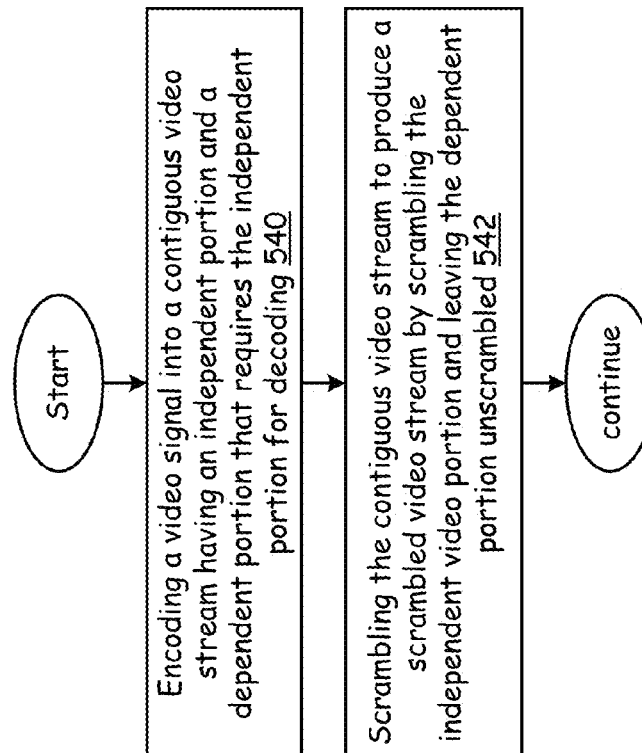 Start
Encoding a video signal into a contiguous video
stream having an independent portion and a
dependent portion that requires the independent
portion for decoding 540
Scrambling the contiguous video stream to produce a
scrambled video stream by scrambling the
independent video portion and leaving the dependent
portion unscrambled 542
continue